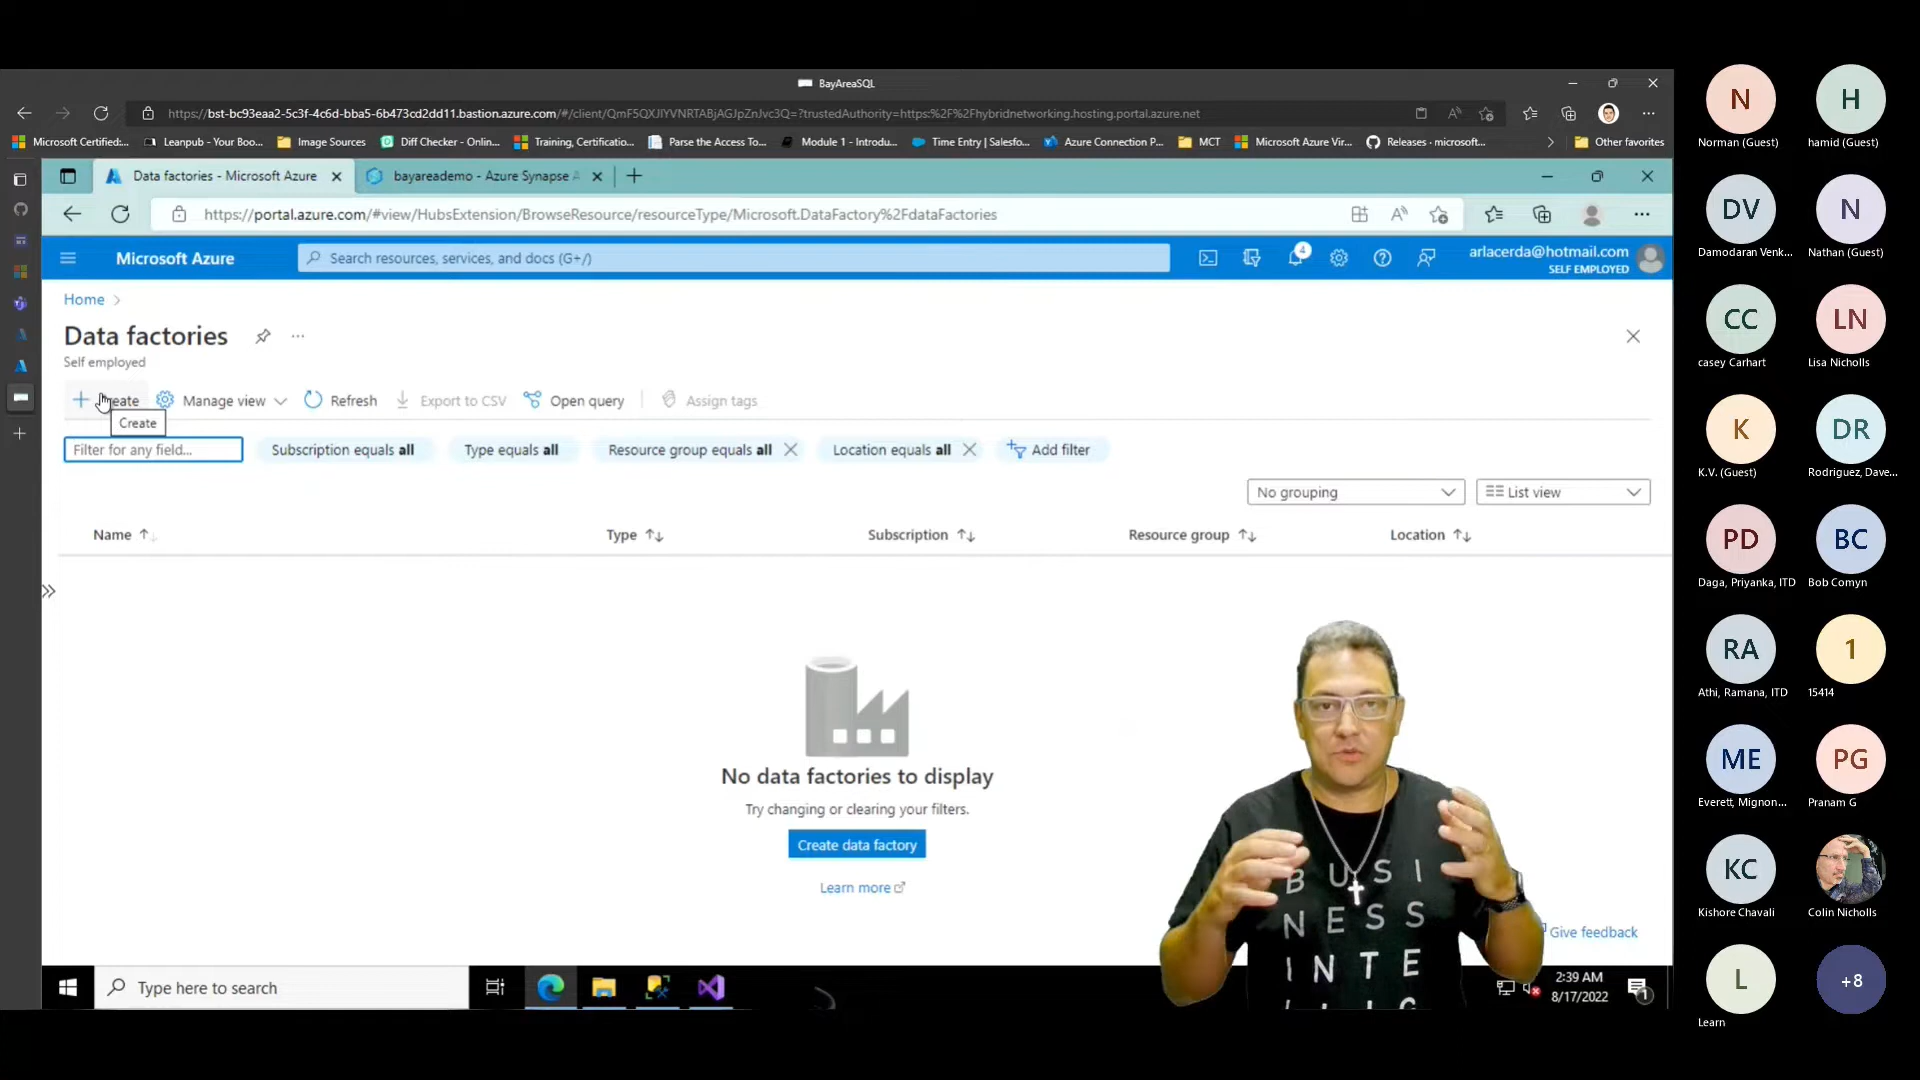 BayAreaSQL
https://bst-bc93eaa2-5c3f-4c6d-bba5-6b473cd2dd11.bastion.azure.com/#/client/QmF5QXJlYVNRTABjAGJpZnJvc3Q=?trustedAuthority=https:%2F%2Fhybridnetworking.hosting.portal.azure.net
Microsoft Certified:... Leanpub - Your Boo... Image Sources Diff Checker - Onlin... Training, Certificatio... Parse the Access To... Module 1 - Introdu... Time Entry | Salesfo... Azure Connection P... MCT Microsoft Azure Vir... Releases · microsoft... Other favorites
Data factories - Microsoft Azure bayareademo - Azure Synapse A
https://portal.azure.com/#view/HubsExtension/BrowseResource/resourceType/Microsoft.DataFactory%2FdataFactories
Microsoft Azure
Search resources, services, and docs (G+/)
4
arlacerda@hotmail.com
SELF EMPLOYED
Home >
Data factories
Self employed
Create Manage view Refresh Export to CSV Open query Assign tags
Create
Filter for any field... Subscription equals all Type equals all Resource group equals all Location equals all Add filter
No grouping List view
Name Type Subscription Resource group Location
No data factories to display
Try changing or clearing your filters.
Create data factory
Learn more
Give feedback
B U S I
N E S S
I N T E
Type here to search
2:39 AM
8/17/2022
1
N H
Norman (Guest) hamid (Guest)
DV N
Damodaran Venk... Nathan (Guest)
CC LN
casey Carhart Lisa Nicholls
K DR
K.V. (Guest) Rodriguez, Dave...
PD BC
Daga, Priyanka, ITD Bob Comyn
RA 1
Athi, Ramana, ITD 15414
ME PG
Everett, Mignon... Pranam G
KC
Kishore Chavali Colin Nicholls
L +8
Learn